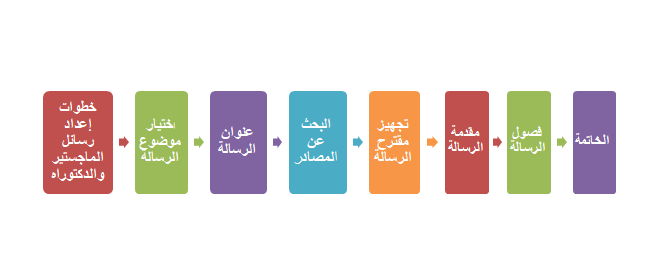 خطوات
إعداد
رسائل
الماجستير
والدكتوراه
اختيار
موضوع
الرسالة
عنوان
الرسالة
البحث
عن
المصادر
تجهيز
مقترح
الرسالة
مقدمة
الرسالة
فصول
الرسالة
الخاتمة